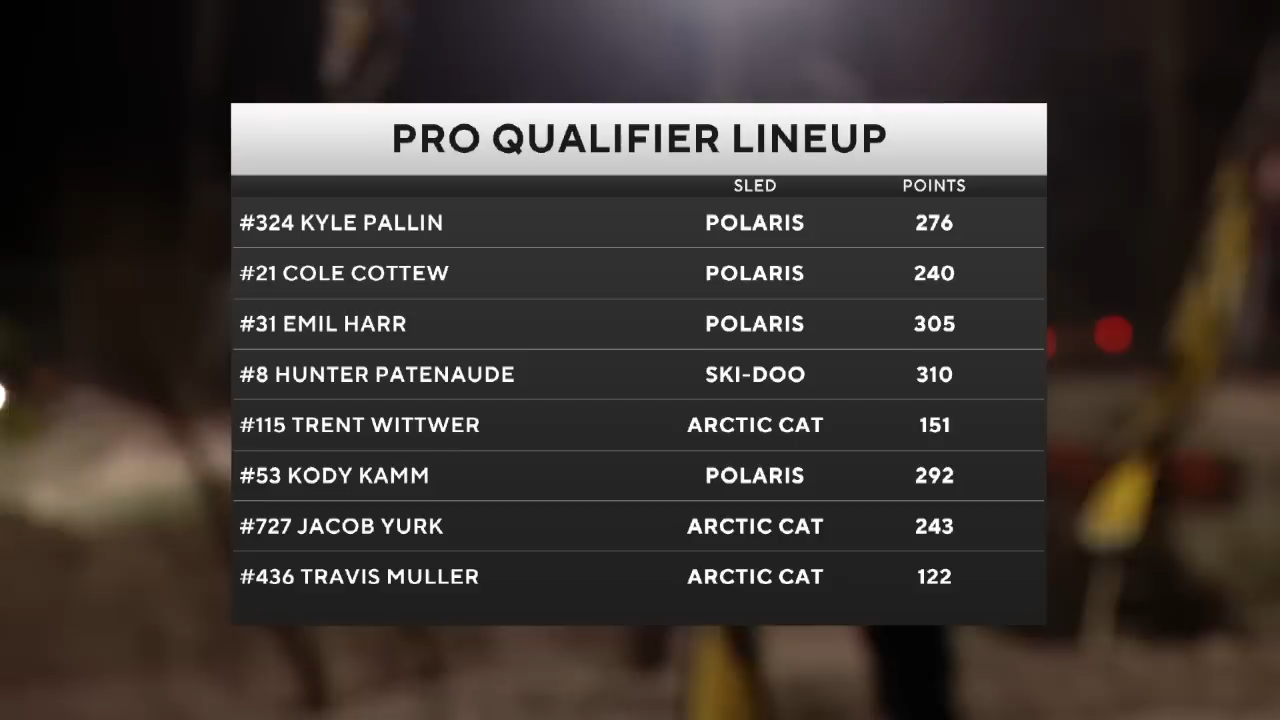 PRO QUALIFIER LINEUP
SLED POINTS
#324 KYLE PALLIN POLARIS 276
#21 COLE COTTEW POLARIS 240
#31 EMIL HARR POLARIS 305
#8 HUNTER PATENAUDE SKI-DOO 310
#115 TRENT WITTWER ARCTIC CAT 151
#53 KODY KAMM POLARIS 292
#727 JACOB YURK ARCTIC CAT 243
#436 TRAVIS MULLER ARCTIC CAT 122